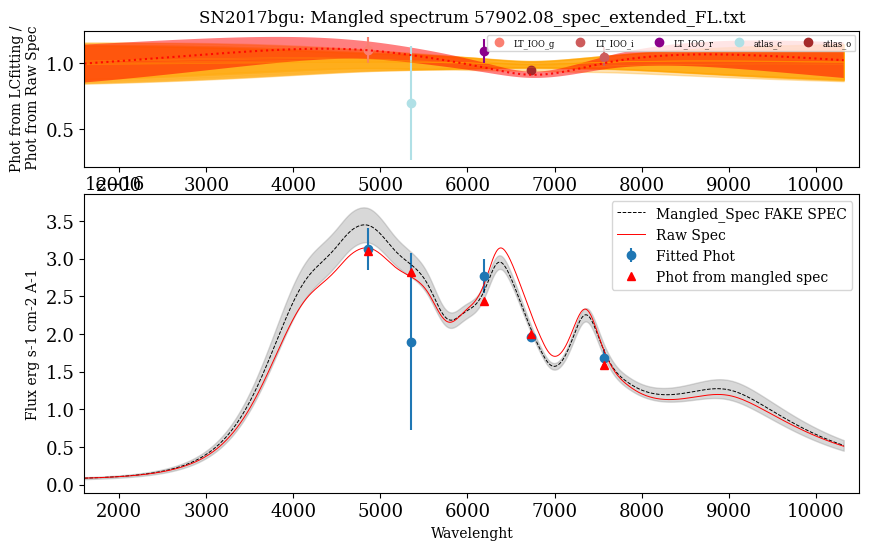 SN2017bgu: Mangled spectrum 57902.08_spec_extended_FL.txt
Phot from LCfitting /
Phot from Raw Spec
1.0
0.5
LT_IOO_g
LT_IOO_i
LT_IOO_r
atlas_c
atlas_o
2000 3000 4000 5000 6000 7000 8000 9000 10000
1e−16
Flux erg s-1 cm-2 A-1
3.5
3.0
2.5
2.0
1.5
1.0
0.5
0.0
Mangled_Spec FAKE SPEC
Raw Spec
Fitted Phot
Phot from mangled spec
2000 3000 4000 5000 6000 7000 8000 9000 10000
Wavelenght